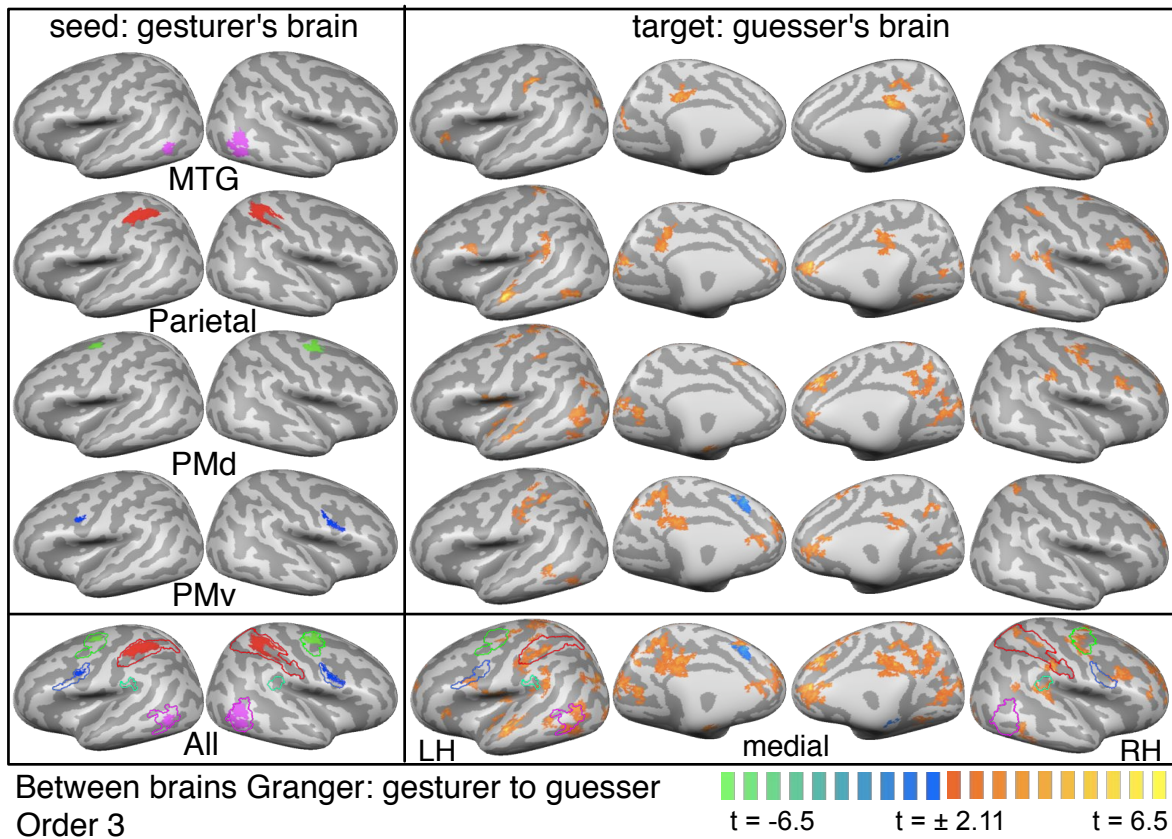 seed: gesturer's brain
target: guesser's brain
MTG
Parietal
PMd
PMv
All
LH
medial
RH
Between brains Granger: gesturer to guesser
Order 3
t = -6.5
t = ± 2.11
t = 6.5